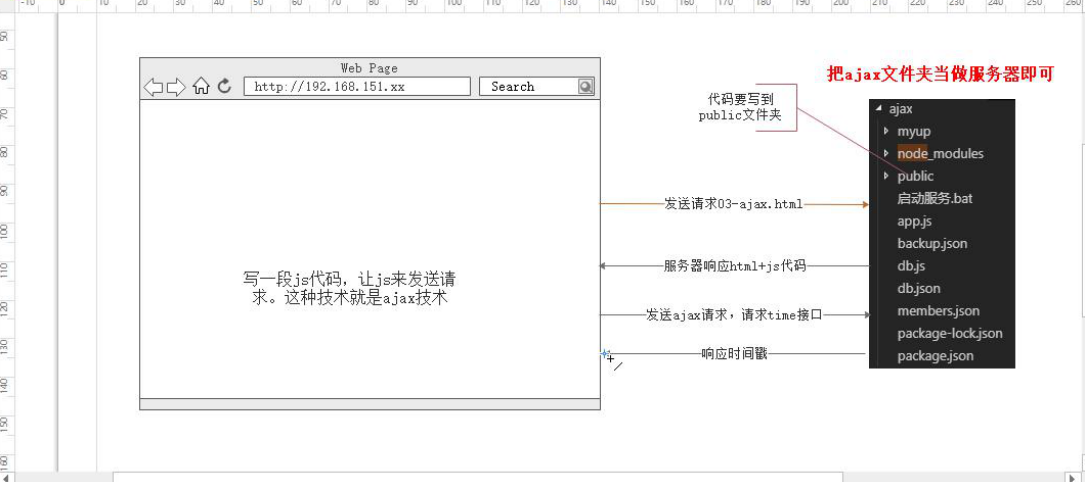 -10 0 10 20 30 40 50 60 70 80 90 100 110 120 130 140 150 160 170 180 190 200 210 220 230 240 250 260
50
60
70
80
90
100
110
120
130
140
150
160
Web Page
http://192.168.151.xx
Search
把ajax文件夹当做服务器即可
代码要写到
public文件夹
ajax
myup
node_modules
public
启动服务.bat
app.js
backup.json
db.js
db.json
members.json
package-lock.json
package.json
发送请求03-ajax.html
服务器响应html+js代码
写一段js代码，让js来发送请
求。这种技术就是ajax技术
发送ajax请求，请求time接口
响应时间戳